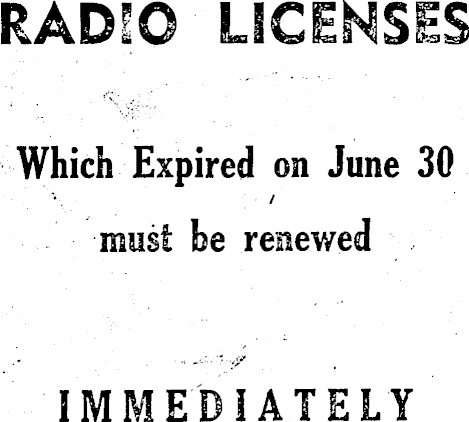 RADIO LICENSES
Which Expired on June 30
must be renewed
IMMEDIATELY